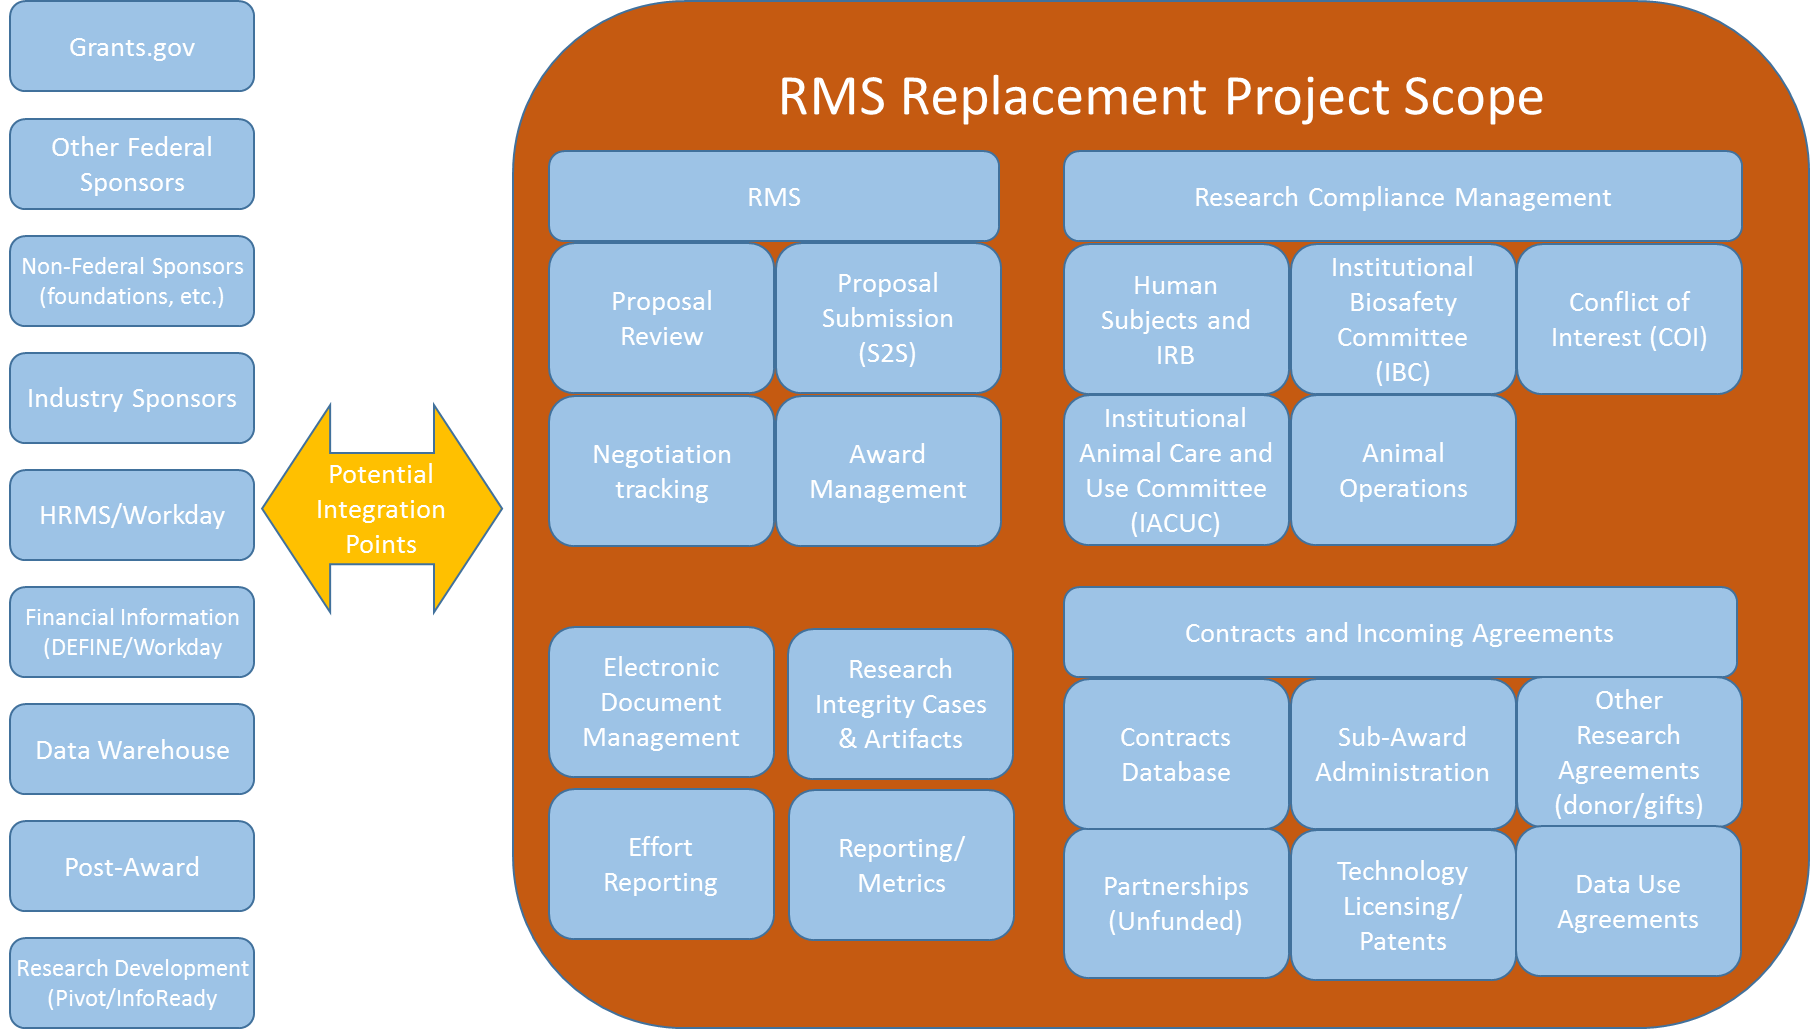 Grants.gov
Other Federal
Sponsors
Non-Federal Sponsors
(foundations, etc.)
Industry Sponsors
HRMS/Workday
Financial Information
(DEFINE/Workday
Data Warehouse
Post-Award
Research Development
(Pivot/InfoReady
Potential
Integration
Points
RMS Replacement Project Scope
RMS
Proposal
Review
Proposal
Submission
(S2S)
Negotiation
tracking
Award
Management
Research Compliance Management
Human
Subjects and
IRB
Institutional
Biosafety
Committee
(IBC)
Conflict of
Interest (COI)
Institutional
Animal Care and
Use Committee
(IACUC)
Animal
Operations
Electronic
Document
Management
Research
Integrity Cases
& Artifacts
Effort
Reporting
Reporting/
Metrics
Contracts and Incoming Agreements
Contracts
Database
Sub-Award
Administration
Other
Research
Agreements
(donor/gifts)
Partnerships
(Unfunded)
Technology
Licensing/
Patents
Data Use
Agreements